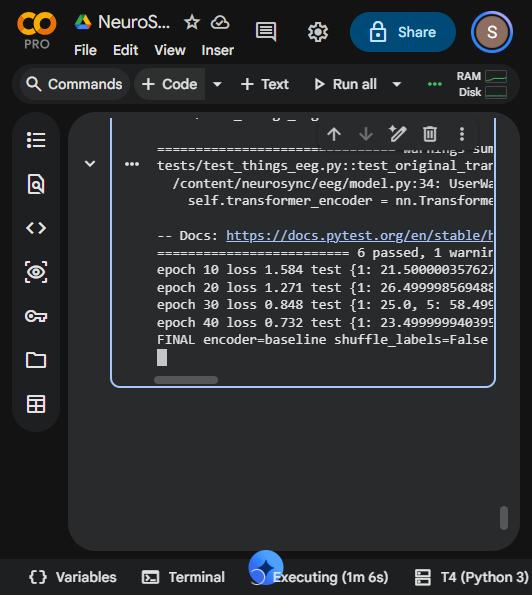 NeuroS...
PRO
File Edit View Inser
Share
S
Commands
+ Code
+ Text
Run all
RAM
Disk
tests/test_things_eeg.py::test_original_tran
/content/neurosync/eeg/model.py:34: UserWa
self.transformer_encoder = nn.Transforme
-- Docs: https://docs.pytest.org/en/stable/h
========================= 6 passed, 1 warnin
epoch 10 loss 1.584 test {1: 21.500000357627
epoch 20 loss 1.271 test {1: 26.499998569488
epoch 30 loss 0.848 test {1: 25.0, 5: 58.499
epoch 40 loss 0.732 test {1: 23.499999940395
FINAL encoder=baseline shuffle_labels=False
Variables
Terminal
Executing (1m 6s)
T4 (Python 3)